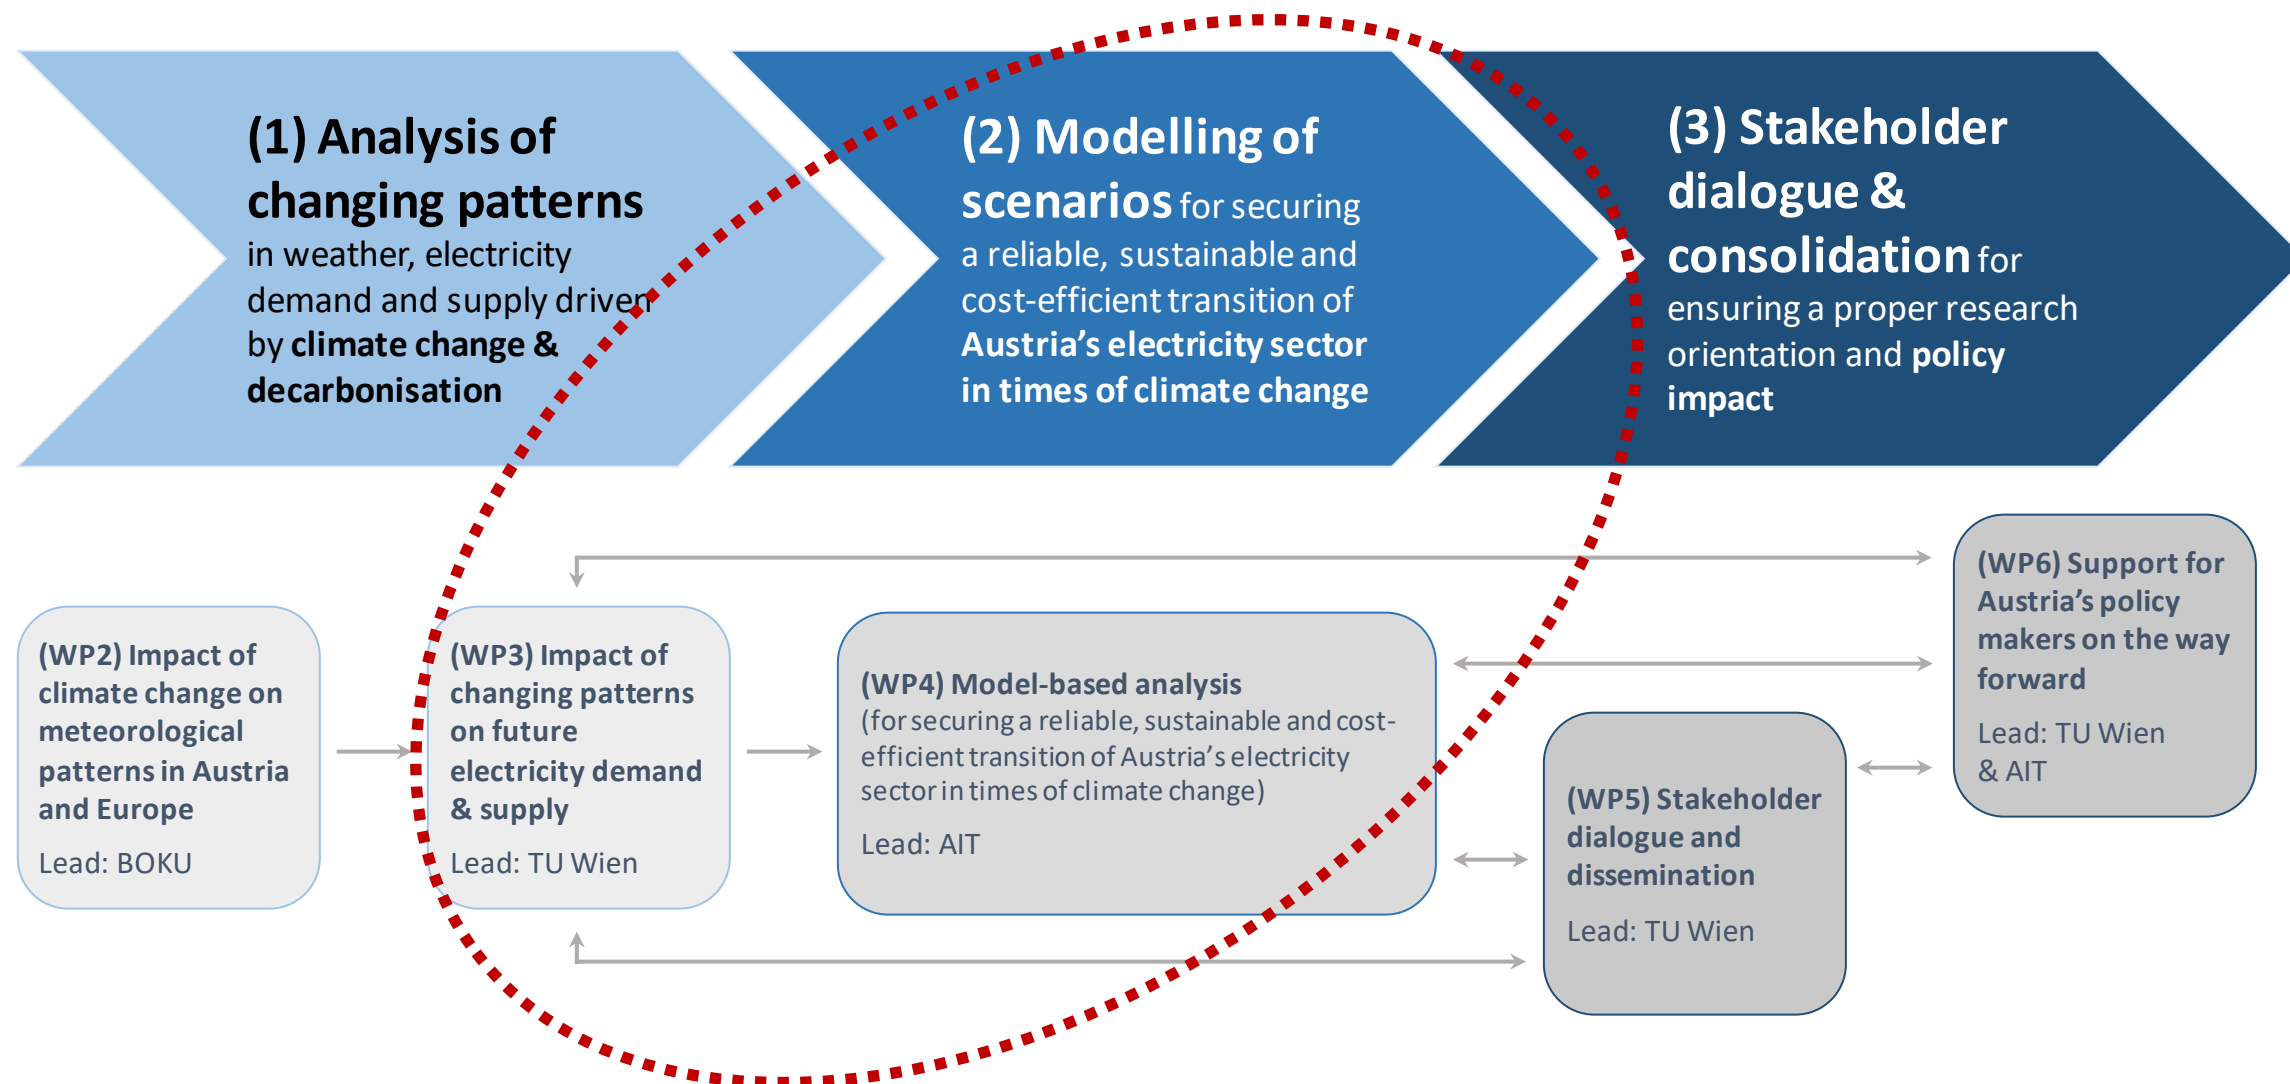 (1) Analysis of
changing patterns
in weather, electricity
demand and supply driven
by climate change &
decarbonisation
(2) Modelling of
scenarios for securing
a reliable, sustainable and
cost-efficient transition of
Austria’s electricity sector
in times of climate change
(3) Stakeholder
dialogue &
consolidation for
ensuring a proper research
orientation and policy
impact
(WP2) Impact of
climate change on
meteorological
patterns in Austria
and Europe
Lead: BOKU
(WP3) Impact of
changing patterns
on future
electricity demand
& supply
Lead: TU Wien
(WP4) Model-based analysis
(for securing a reliable, sustainable and cost-
efficient transition of Austria’s electricity
sector in times of climate change)
Lead: AIT
(WP5) Stakeholder
dialogue and
dissemination
Lead: TU Wien
(WP6) Support for
Austria’s policy
makers on the way
forward
Lead: TU Wien
& AIT